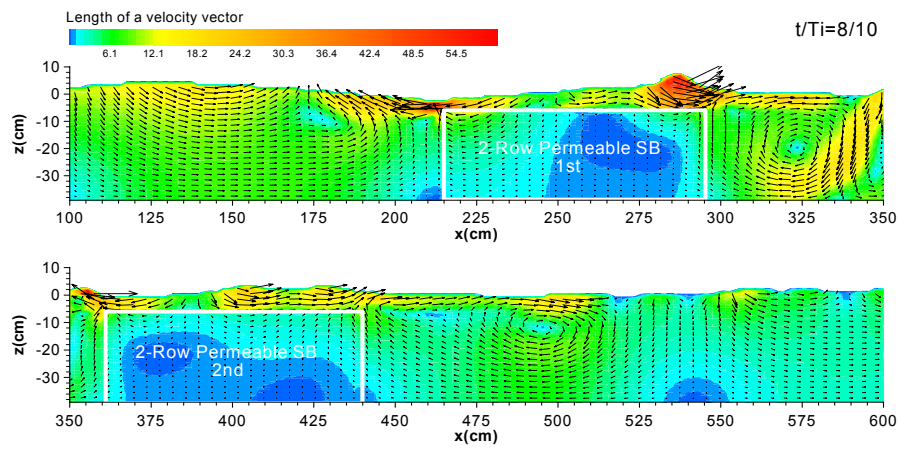 Length of a velocity vector
t/Ti=8/10
6.1 12.1 18.2 24.2 30.3 36.4 42.4 48.5 54.5
10
0
-10
-20
-30
z(cm)
2-Row Permeable SB
1st
100 125 150 175 200 225 250 275 300 325 350
x(cm)
10
0
-10
-20
-30
z(cm)
2-Row Permeable SB
2nd
350 375 400 425 450 475 500 525 550 575 600
x(cm)